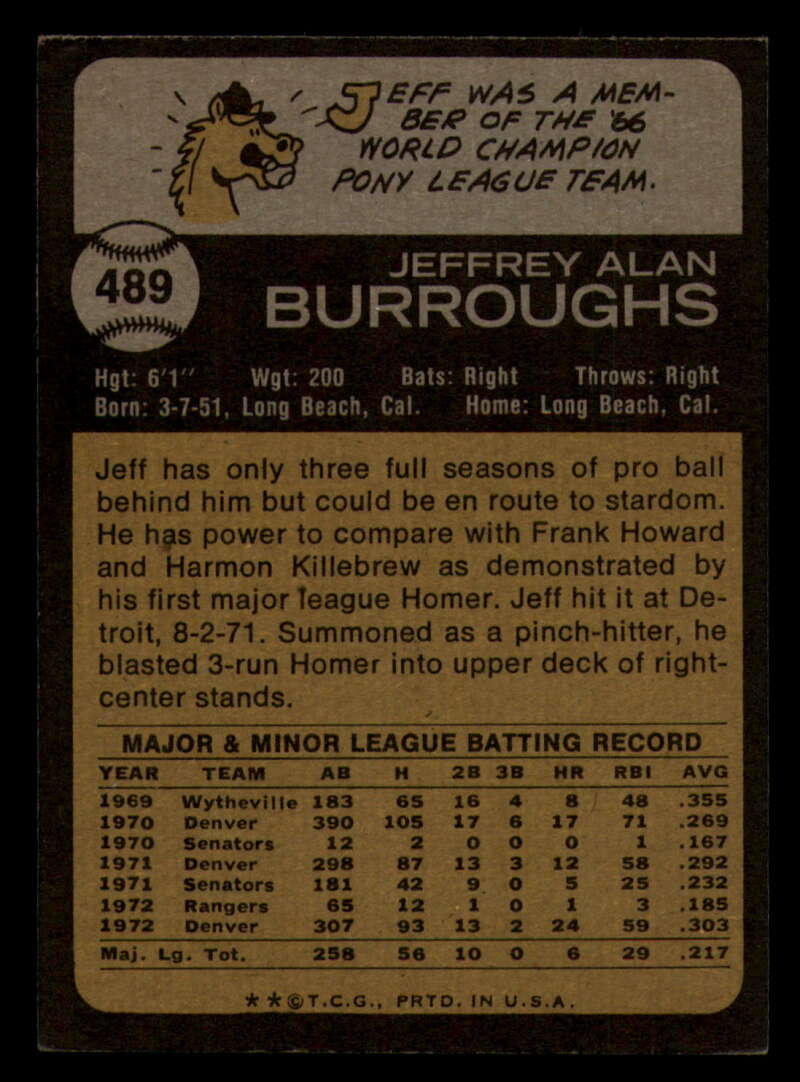 JEFF WAS A MEM-
BER OF THE '66
WORLD CHAMPION
PONY LEAGUE TEAM.
489
JEFFREY ALAN
BURROUGHS
Hgt: 6'1" Wgt: 200 Bats: Right Throws: Right
Born: 3-7-51, Long Beach, Cal. Home: Long Beach, Cal.
Jeff has only three full seasons of pro ball
behind him but could be en route to stardom.
He has power to compare with Frank Howard
and Harmon Killebrew as demonstrated by
his first major league Homer. Jeff hit it at De-
troit, 8-2-71. Summoned as a pinch-hitter, he
blasted 3-run Homer into upper deck of right-
center stands.
MAJOR & MINOR LEAGUE BATTING RECORD
YEAR TEAM AB H 2B 3B HR RBI AVG
1969 Wytheville 183 65 16 4 8 48 .355
1970 Denver 390 105 17 6 17 71 .269
1970 Senators 12 2 0 0 0 1 .167
1971 Denver 298 87 13 3 12 58 .292
1971 Senators 181 42 9 0 5 25 .232
1972 Rangers 65 12 1 0 1 3 .185
1972 Denver 307 93 13 2 24 59 .303
Maj. Lg. Tot. 258 56 10 0 6 29 .217
★★©T.C.G., PRTD. IN U.S.A.